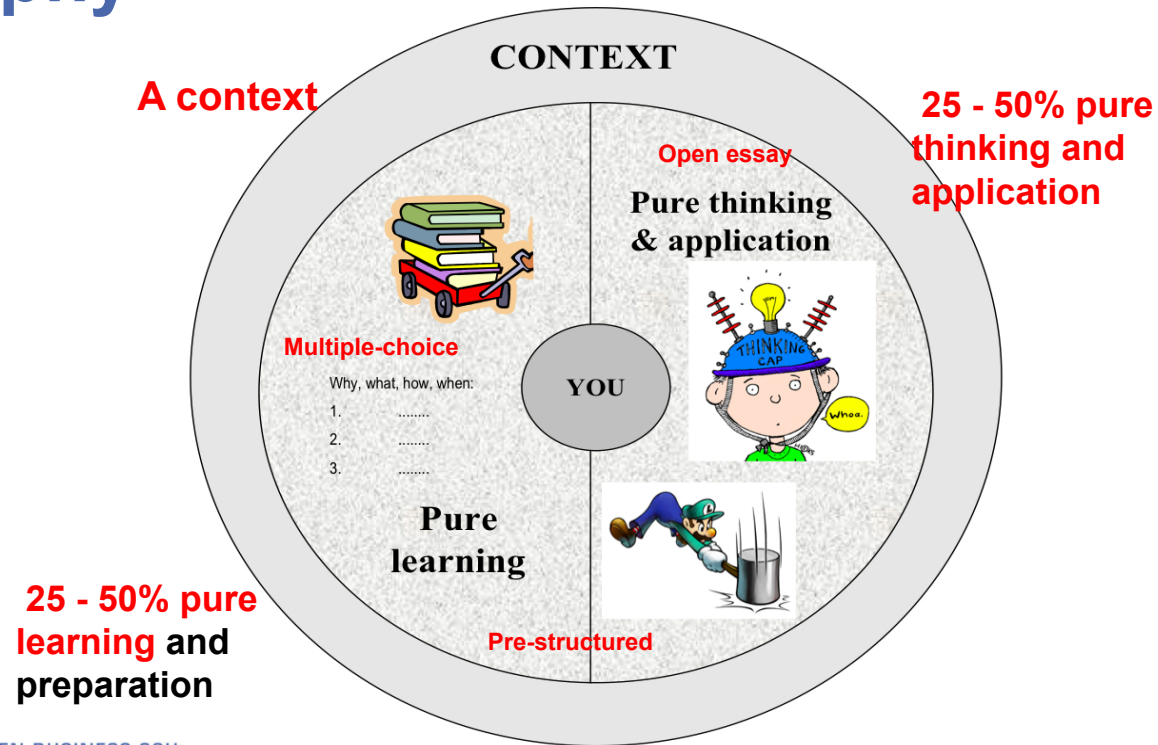 CONTEXT
A context
25 - 50% pure
thinking and
application
Open essay
Pure thinking
& application
THINKING
CAP
Whoa.
Multiple-choice
Why, what, how, when:
1. ........
2. ........
3. ........
YOU
L
Pure
learning
Pre-structured
25 - 50% pure
learning and
preparation